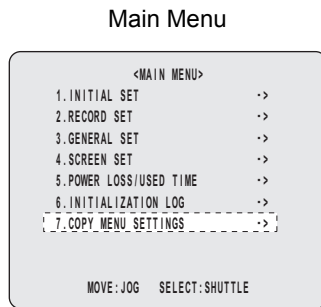 Main Menu
<MAIN MENU>
1.INITIAL SET ->
2.RECORD SET ->
3.GENERAL SET ->
4.SCREEN SET ->
5.POWER LOSS/USED TIME ->
6.INITIALIZATION LOG ->
7.COPY MENU SETTINGS ->
MOVE:JOG SELECT:SHUTTLE